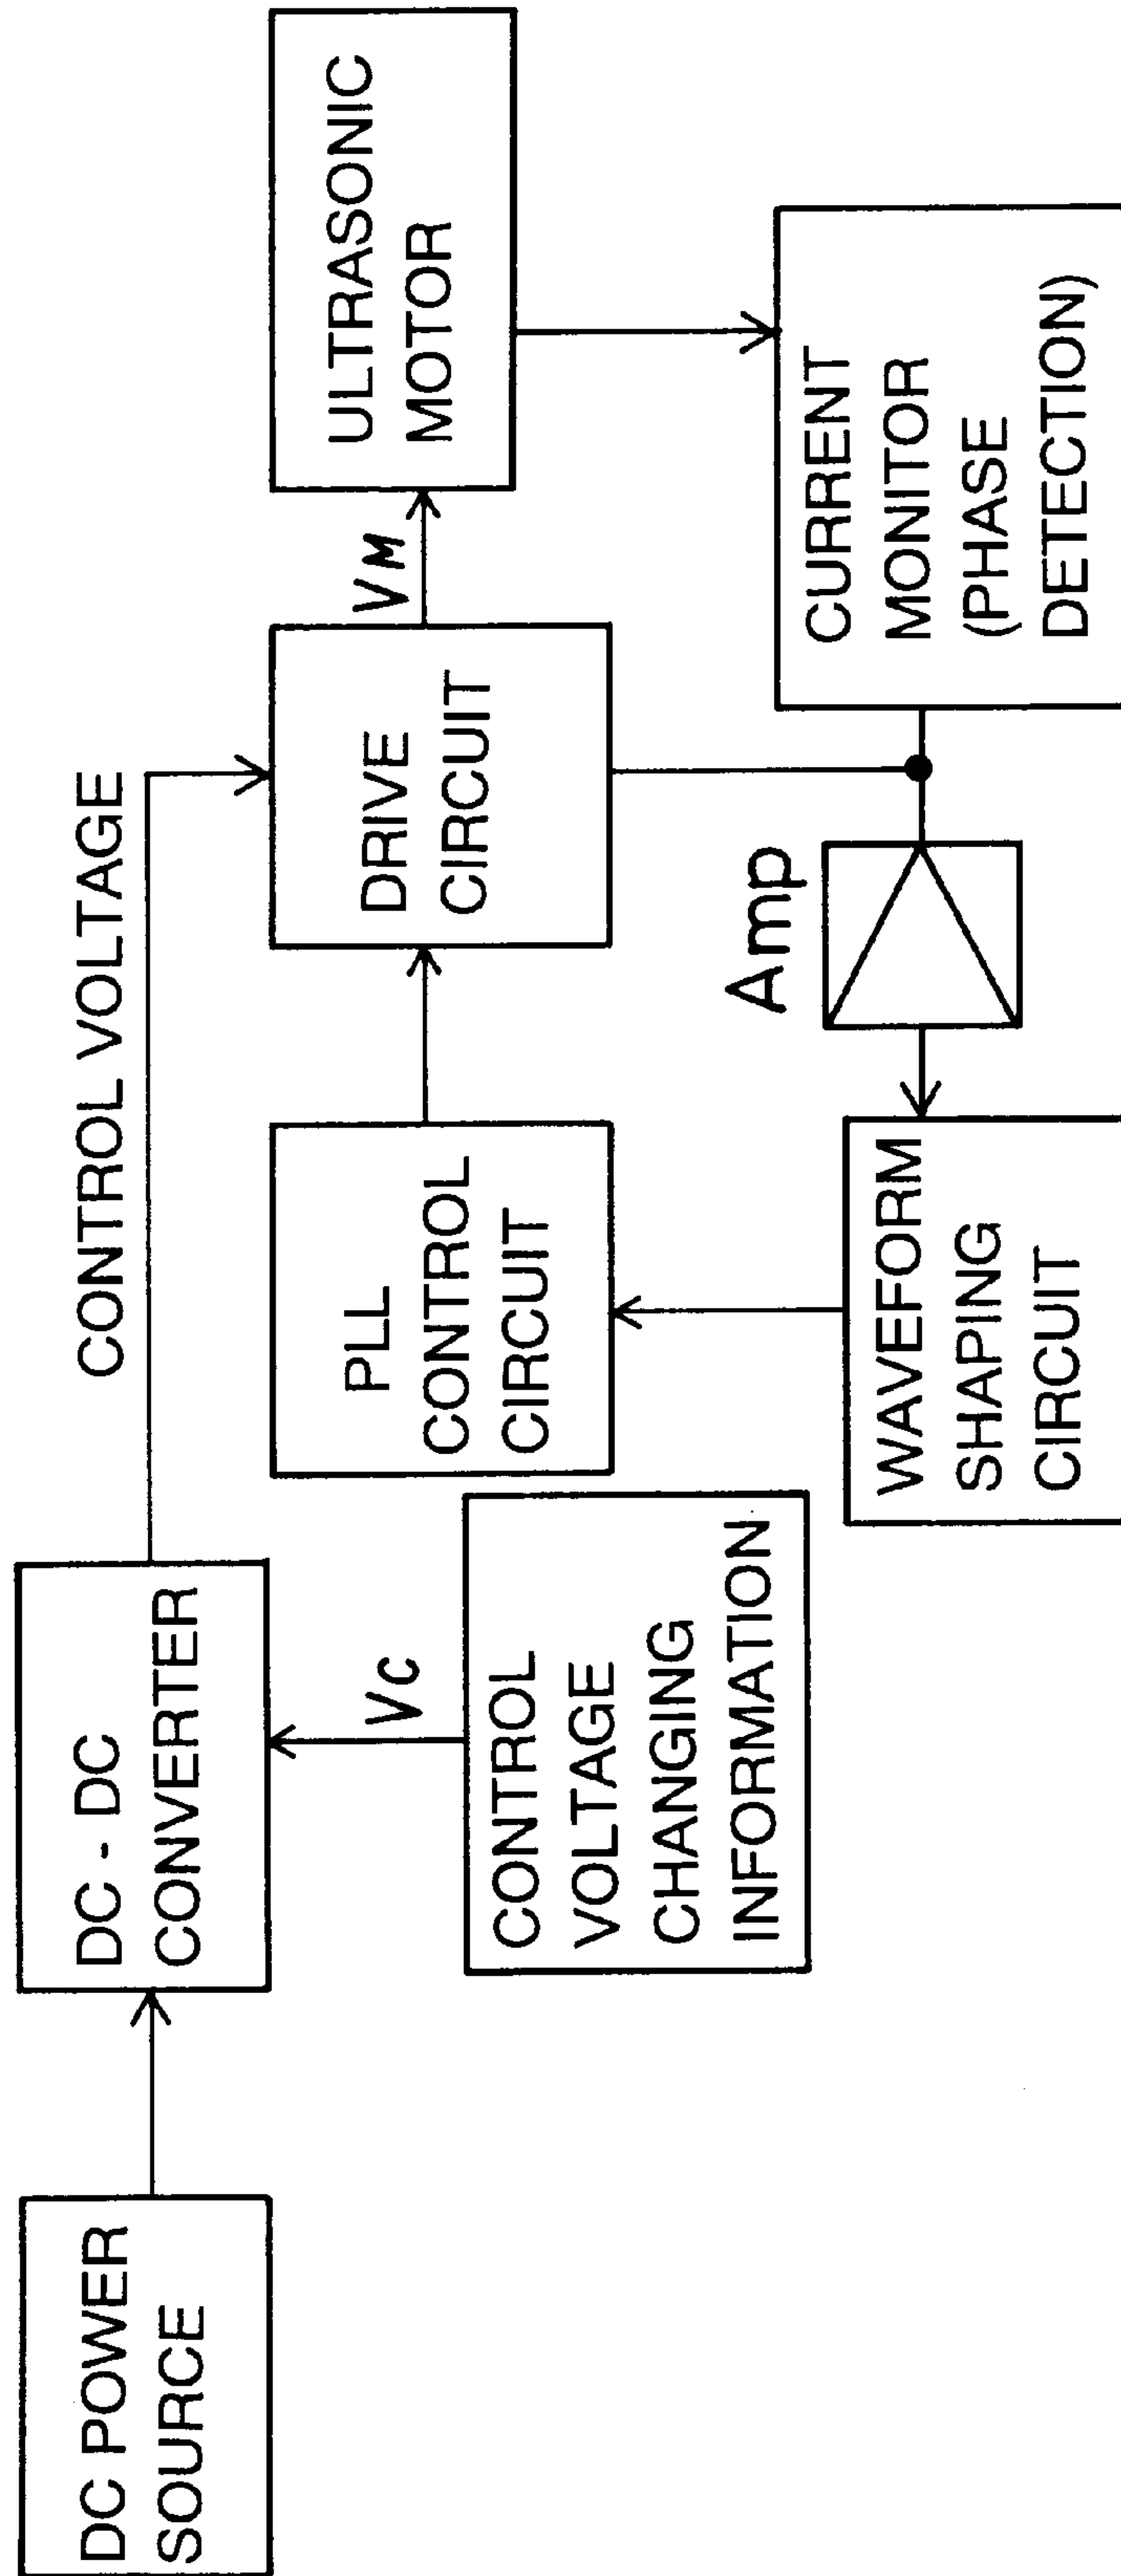 DC POWER
SOURCE
DC - DC
CONVERTER
CONTROL VOLTAGE
VC
CONTROL
VOLTAGE
CHANGING
INFORMATION
PLL
CONTROL
CIRCUIT
DRIVE
CIRCUIT
VM
ULTRASONIC
MOTOR
WAVEFORM
SHAPING
CIRCUIT
Amp
CURRENT
MONITOR
(PHASE
DETECTION)